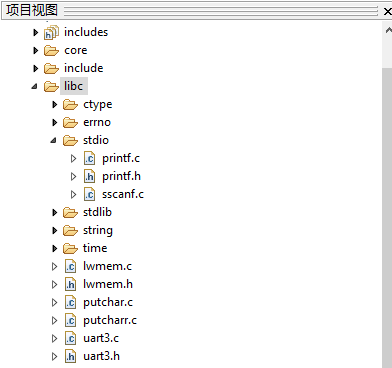 项目视图
includes
core
include
libc
ctype
errno
stdio
printf.c
printf.h
sscanf.c
stdlib
string
time
lwmem.c
lwmem.h
putchar.c
putcharr.c
uart3.c
uart3.h